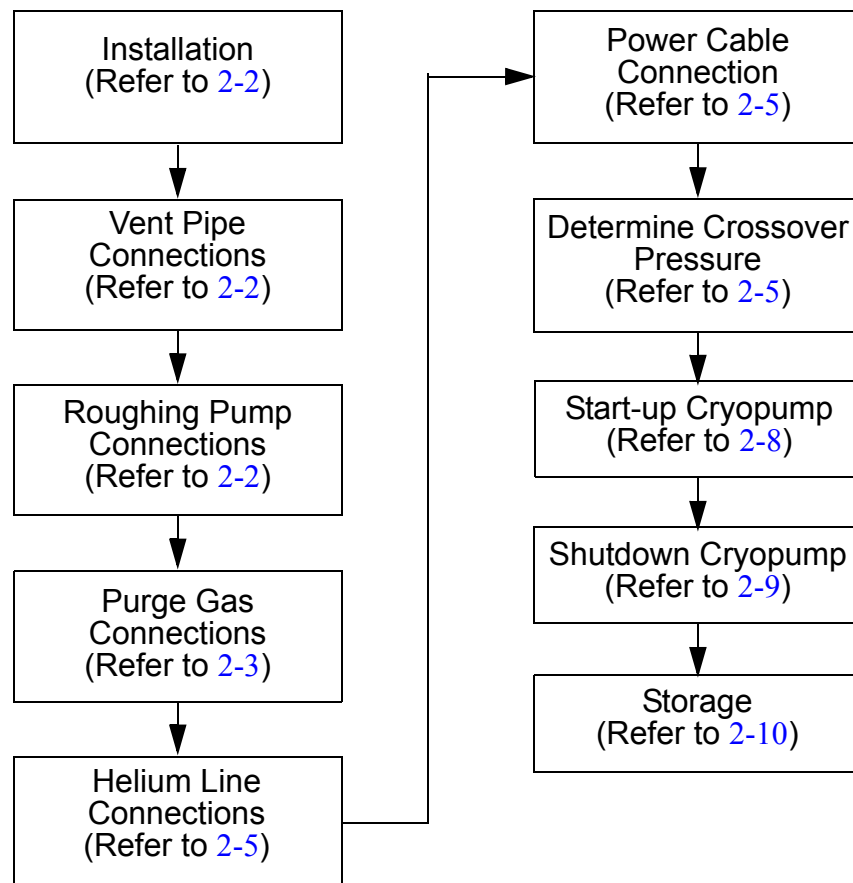 Installation
(Refer to 2-2)
Vent Pipe
Connections
(Refer to 2-2)
Roughing Pump
Connections
(Refer to 2-2)
Purge Gas
Connections
(Refer to 2-3)
Helium Line
Connections
(Refer to 2-5)
Power Cable
Connection
(Refer to 2-5)
Determine Crossover
Pressure
(Refer to 2-5)
Start-up Cryopump
(Refer to 2-8)
Shutdown Cryopump
(Refer to 2-9)
Storage
(Refer to 2-10)